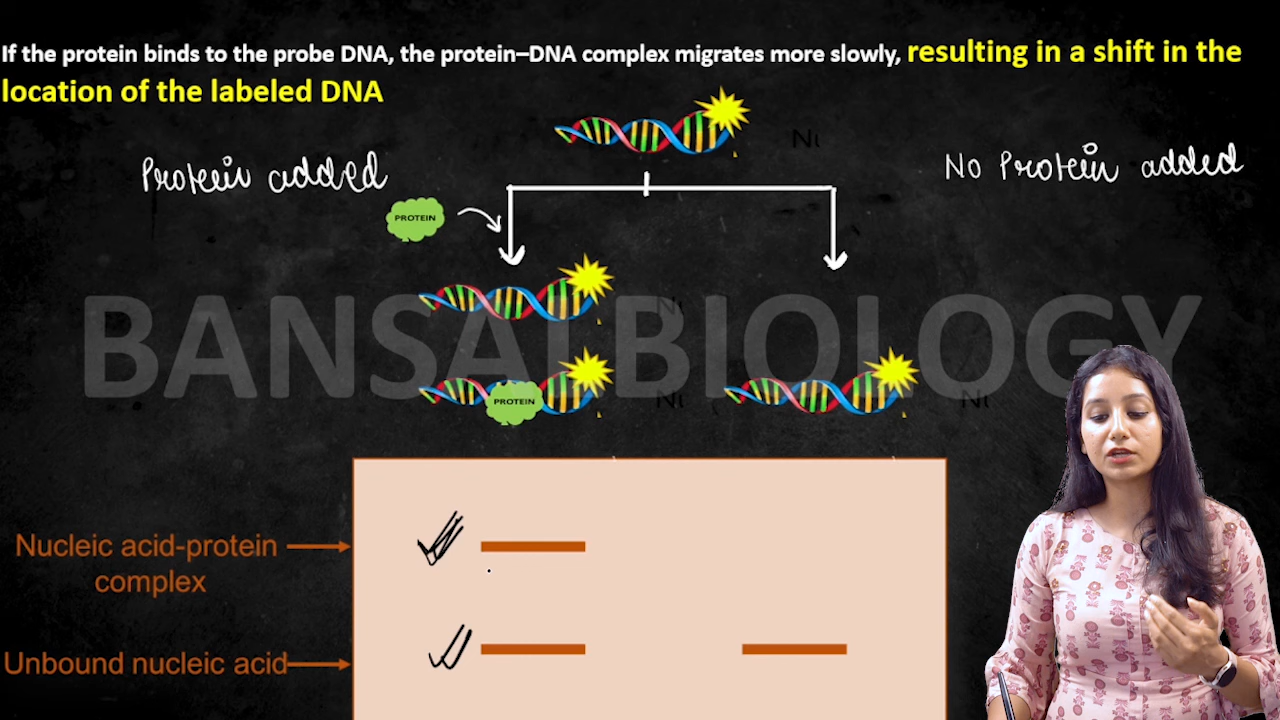 If the protein binds to the probe DNA, the protein–DNA complex migrates more slowly, resulting in a shift in the
location of the labeled DNA
Protein added
No Protein added
PROTEIN
BANSAL BIOLOGY
PROTEIN
Nucleic acid-protein
complex
Unbound nucleic acid